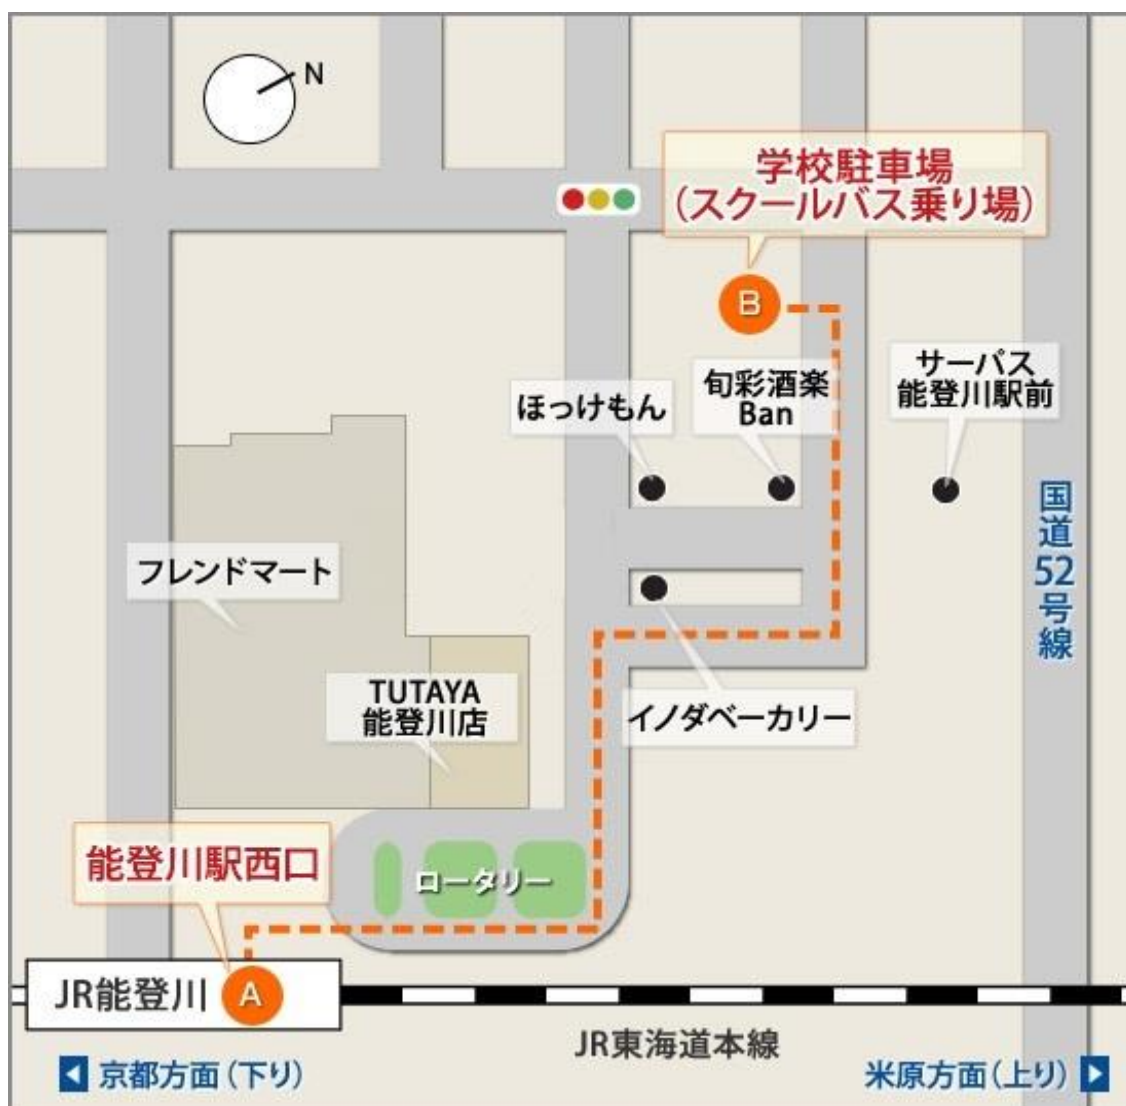 N
学校駐車場
(スクールバス乗り場)
B
サーパス
能登川駅前
旬彩酒楽
Ban
ほっけもん
国道52号線
フレンドマート
TUTAYA
能登川店
イノダベーカリー
能登川駅西口
ロータリー
JR能登川
A
JR東海道本線
京都方面(下り)
米原方面(上り)